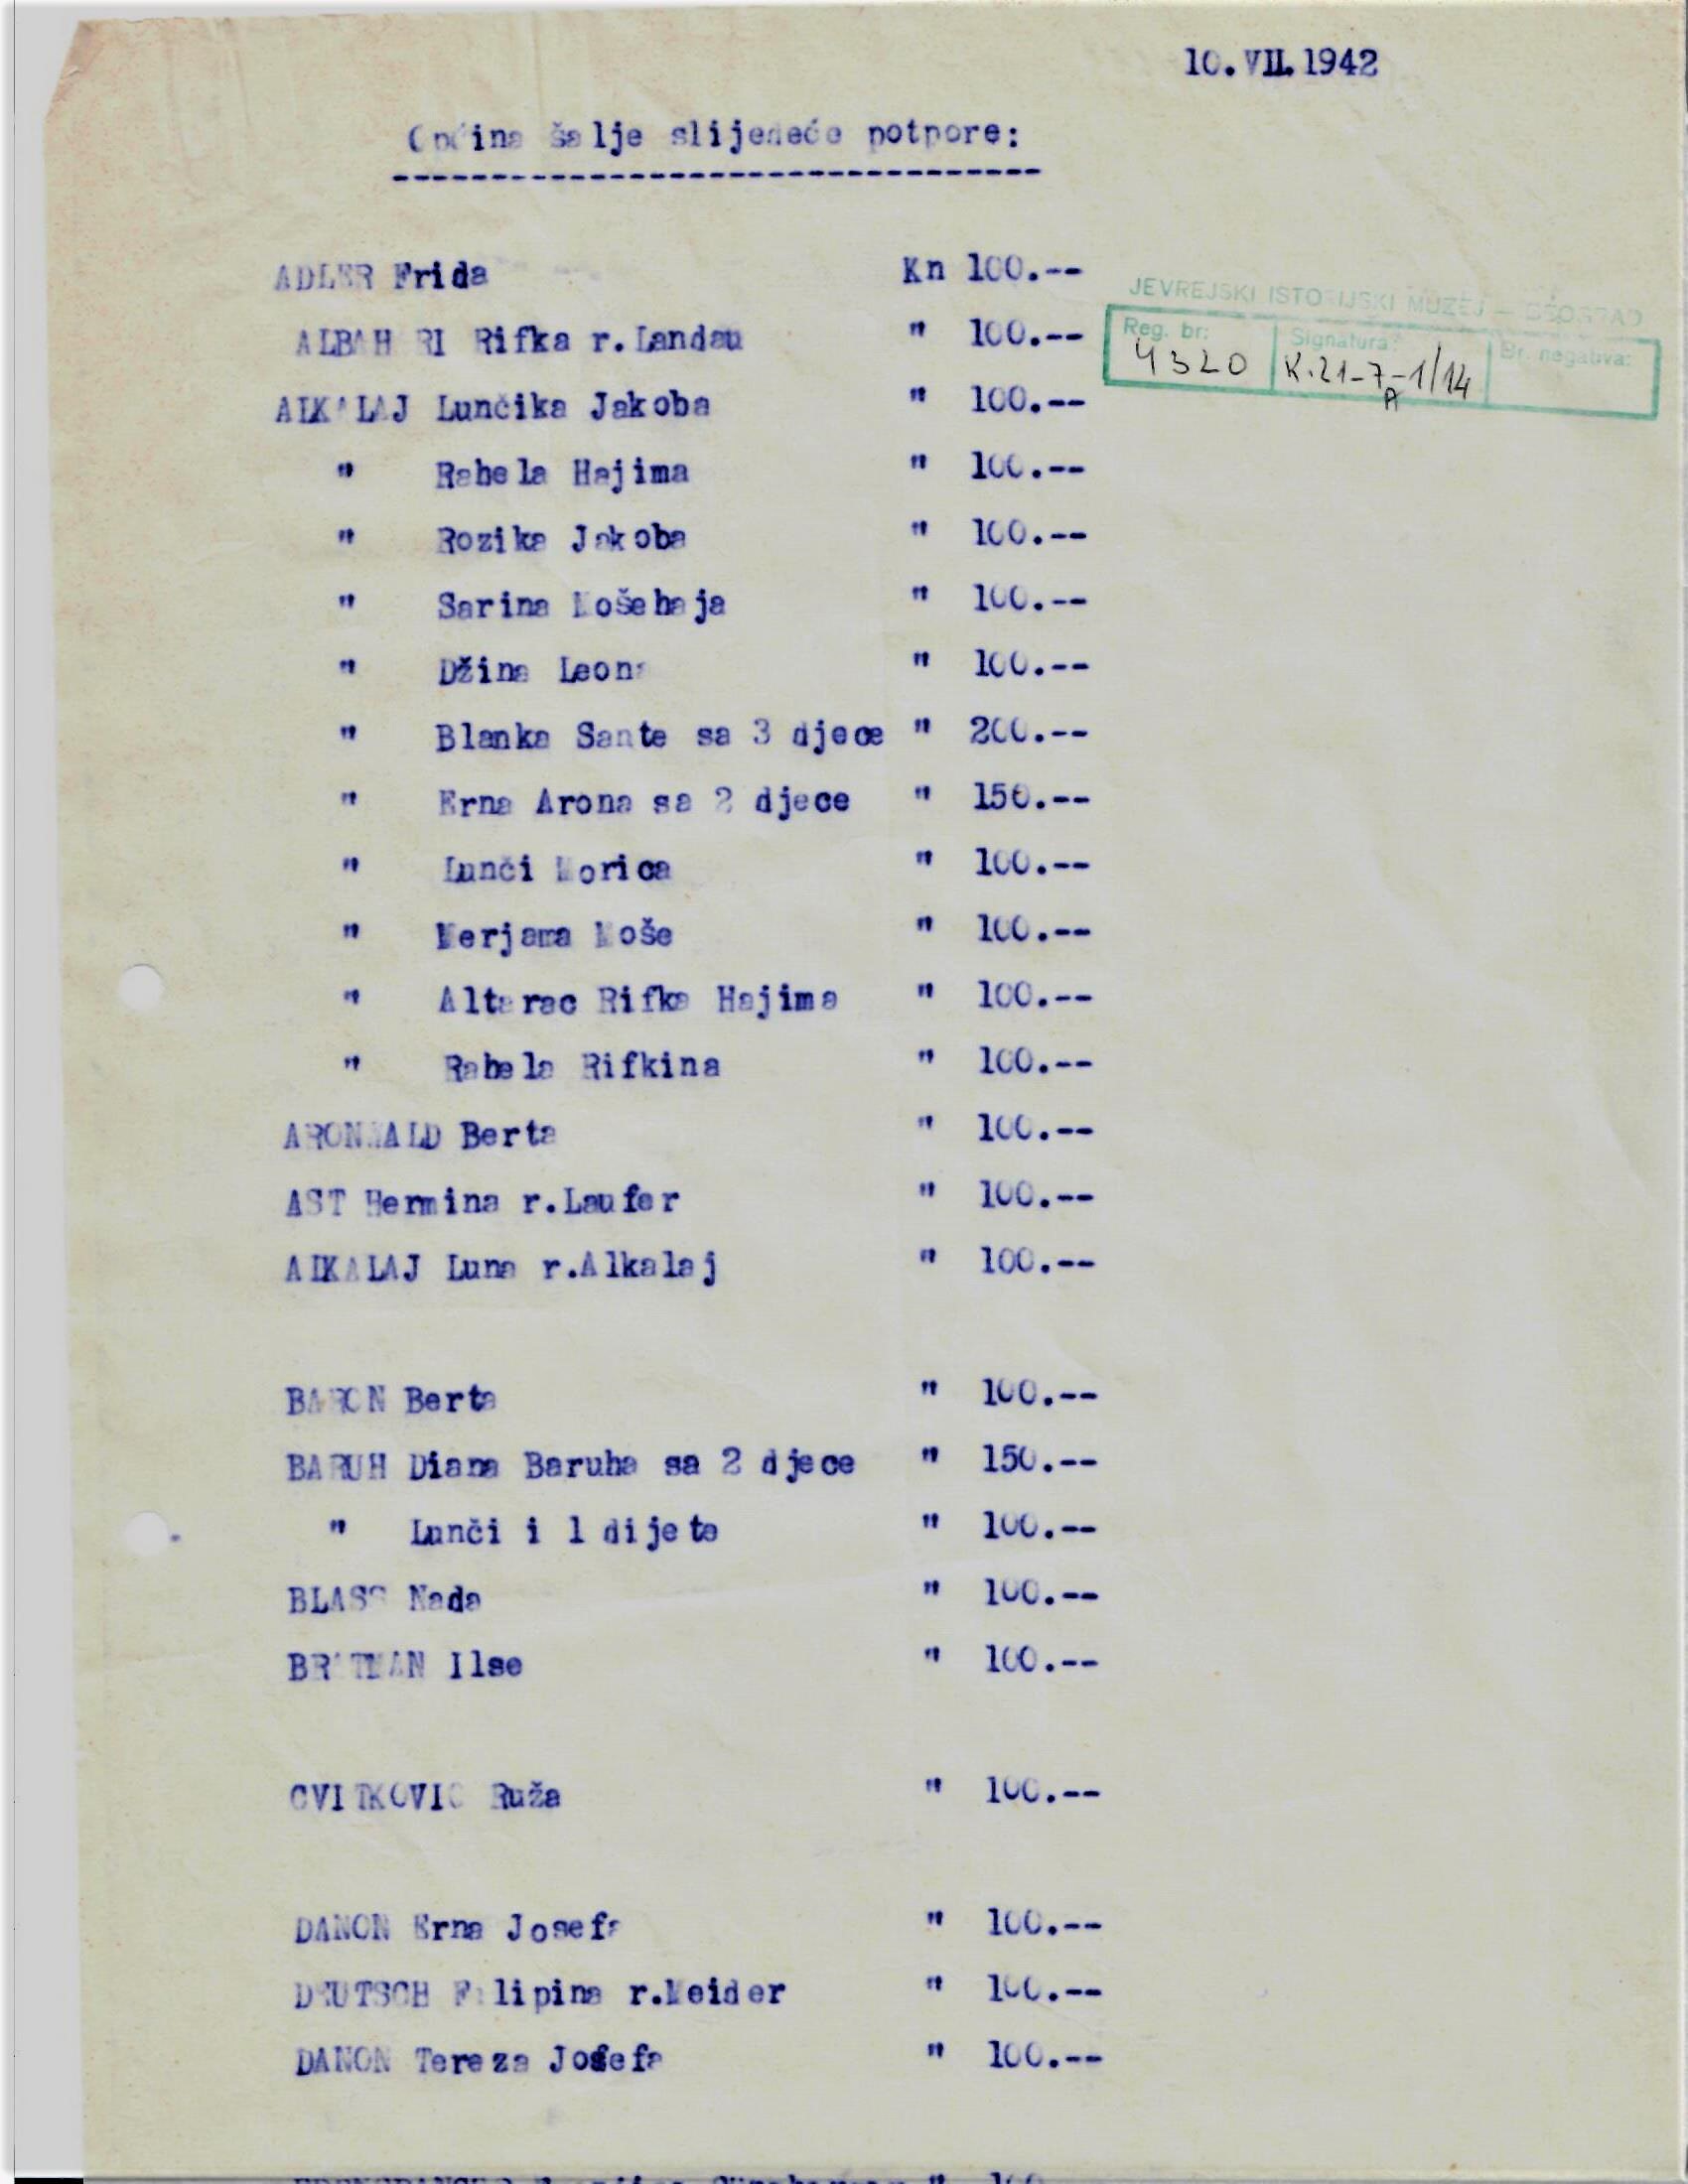 10.VII.1942
Općina šalje slijedeće potpore:
---------------------------------
ADLER Frida Kn 100.--
ALBAHARI Rifka r.Landau " 100.--
ALKALAJ Lunčika Jakoba " 100.--
" Rahela Hajima " 100.--
" Rozika Jakoba " 100.--
" Sarina Mošehaja " 100.--
" Džina Leona " 100.--
" Blanka Sante sa 3 djece " 200.--
" Erna Arona sa 2 djece " 150.--
" Lunči Morica " 100.--
" Merjama Moše " 100.--
" Altarac Rifka Hajima " 100.--
" Rahela Rifkina " 100.--
ARONWALD Berta " 100.--
AST Hermina r.Laufer " 100.--
ALKALAJ Luna r.Alkalaj " 100.--
BARON Berta " 100.--
BARUH Diana Baruha sa 2 djece " 150.--
" Lunči i 1 dijete " 100.--
BLASS Nada " 100.--
Ilse " 100.--
CVITKOVIC Ruža " 100.--
DANON Erna Josefa " 100.--
DEUTSCH Filipina r.Neider " 100.--
DANON Tereza Josefa " 100.--
JEVREJSKI ISTORIJSKI MUZEJ – BEOGRAD
Reg. br: Signatura: Br. negativa:
4320 K.21-7-1/14
A